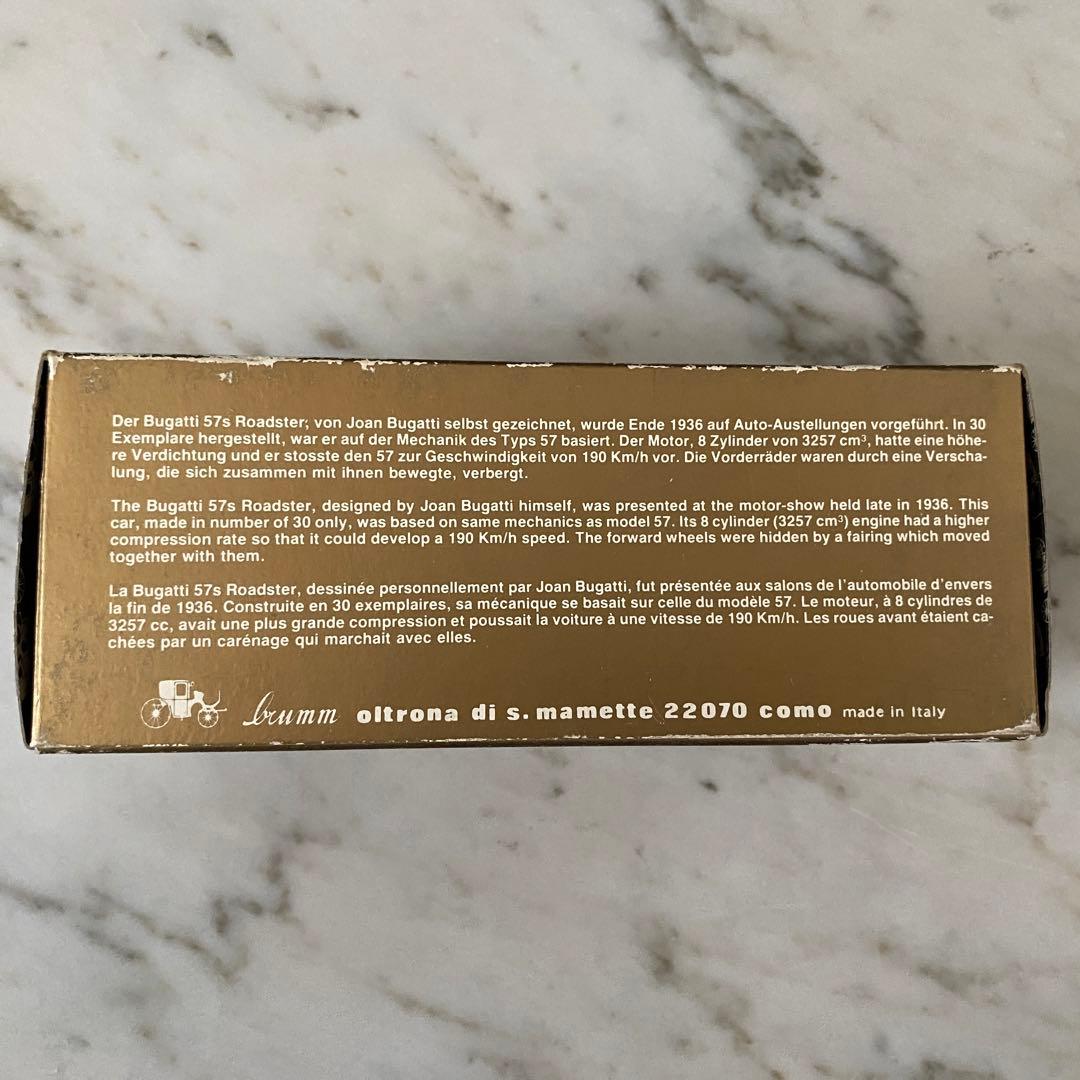 Der Bugatti 57s Roadster; von Joan Bugatti selbst gezeichnet, wurde Ende 1936 auf Auto-Austellungen vorgeführt. In 30
Exemplare hergestellt, war er auf der Mechanik des Typs 57 basiert. Der Motor, 8 Zylinder von 3257 cm³, hatte eine höhe-
re Verdichtung und er stosste den 57 zur Geschwindigkeit von 190 Km/h vor. Die Vorderräder waren durch eine Verscha-
lung, die sich zusammen mit ihnen bewegte, verbergt.
The Bugatti 57s Roadster, designed by Joan Bugatti himself, was presented at the motor-show held late in 1936. This
car, made in number of 30 only, was based on same mechanics as model 57. Its 8 cylinder (3257 cm³) engine had a higher
compression rate so that it could develop a 190 Km/h speed. The forward wheels were hidden by a fairing which moved
together with them.
La Bugatti 57s Roadster, dessinée personnellement par Joan Bugatti, fut présentée aux salons de l'automobile d'envers
la fin de 1936. Construite en 30 exemplaires, sa mécanique se basait sur celle du modèle 57. Le moteur, à 8 cylindres de
3257 cc, avait une plus grande compression et poussait la voiture à une vitesse de 190 Km/h. Les roues avant étaient ca-
chées par un carénage qui marchait avec elles.
brumm oltrona di s. mamette 22070 como made in Italy